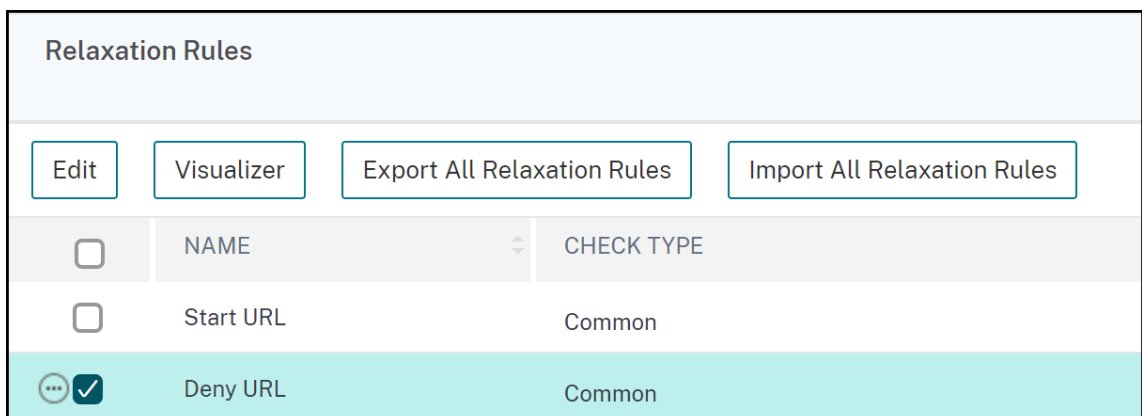 Relaxation Rules
Edit Visualizer Export All Relaxation Rules Import All Relaxation Rules
NAME CHECK TYPE
Start URL Common
Deny URL Common